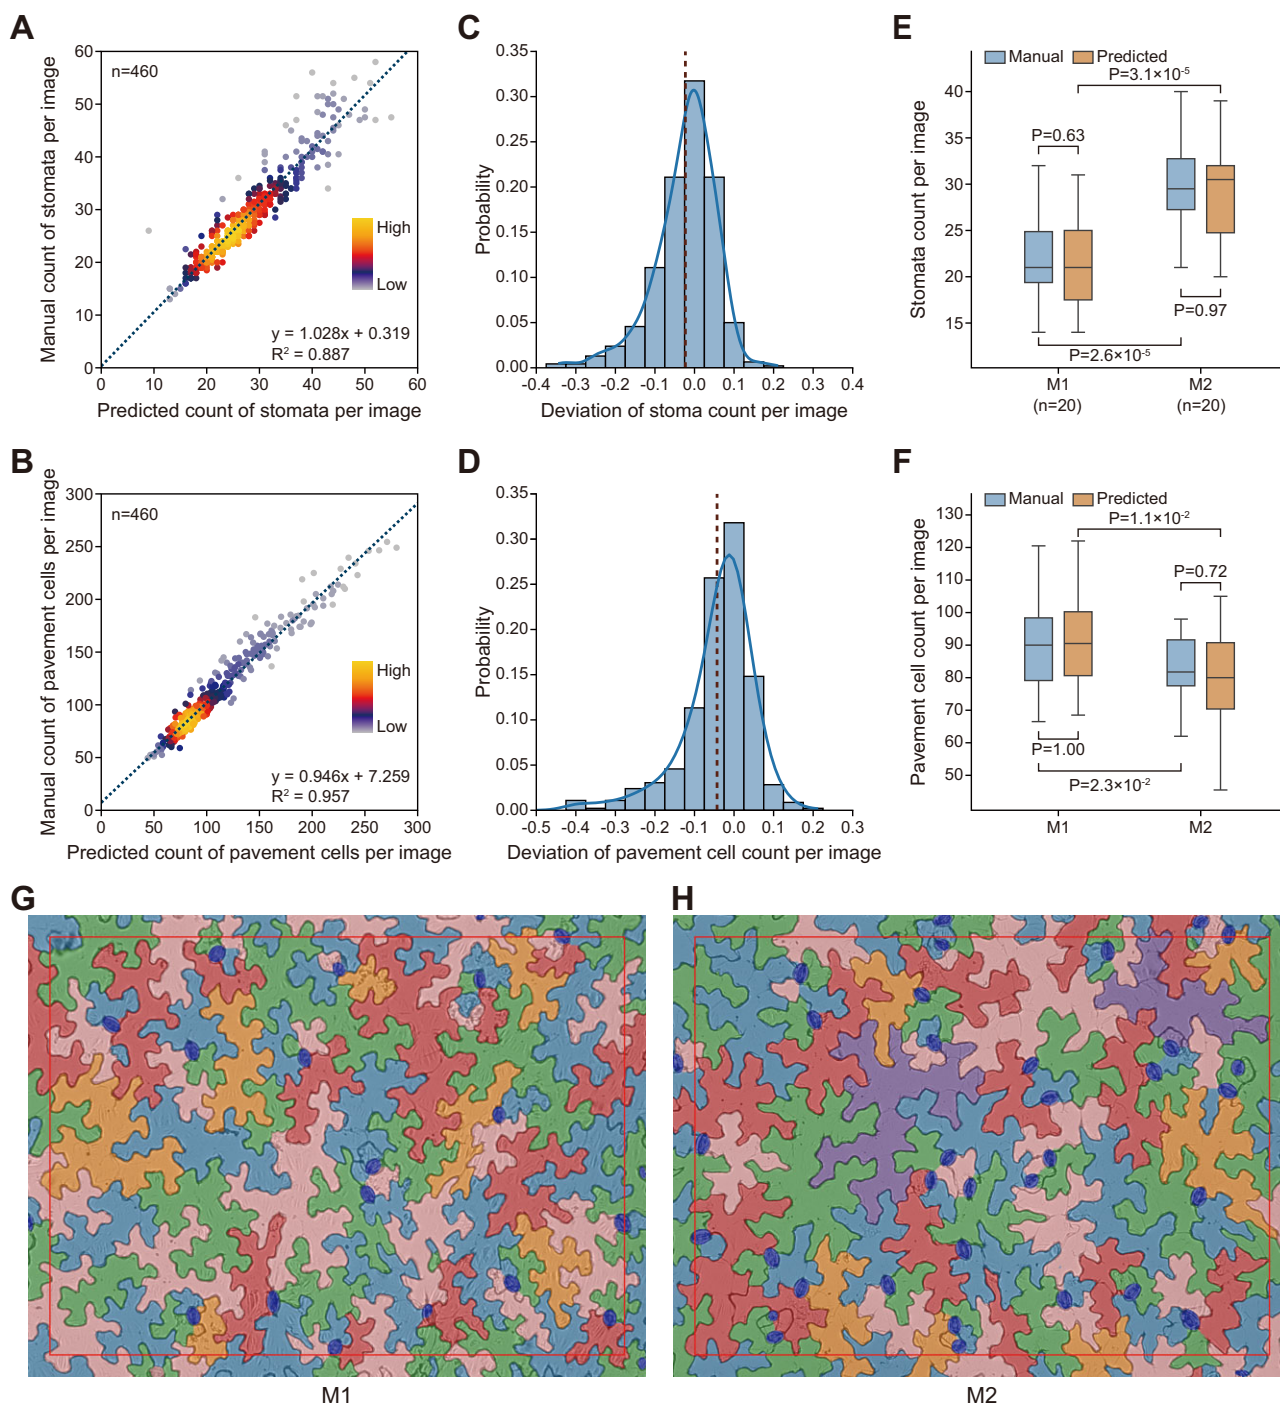 A
60
50
40
30
20
10
0
Manual count of stomata per image
n=460
High
Low
y = 1.028x + 0.319
R² = 0.887
0 10 20 30 40 50 60
Predicted count of stomata per image
C
0.35
0.30
0.25
0.20
0.15
0.10
0.05
0.00
Probability
-0.4 -0.3 -0.2 -0.1 0.0 0.1 0.2 0.3 0.4
Deviation of stoma count per image
E
Manual Predicted
P=3.1×10⁻⁵
P=0.63
P=0.97
P=2.6×10⁻⁵
40
35
30
25
20
15
Stomata count per image
M1 M2
(n=20) (n=20)
B
300
250
200
150
100
50
0
Manual count of pavement cells per image
n=460
High
Low
y = 0.946x + 7.259
R² = 0.957
0 50 100 150 200 250 300
Predicted count of pavement cells per image
D
0.35
0.30
0.25
0.20
0.15
0.10
0.05
0.00
Probability
-0.5 -0.4 -0.3 -0.2 -0.1 0.0 0.1 0.2 0.3
Deviation of pavement cell count per image
F
Manual Predicted
P=1.1×10⁻²
P=0.72
P=1.00
P=2.3×10⁻²
130
120
110
100
90
80
70
60
50
Pavement cell count per image
M1 M2
G
M1
H
M2